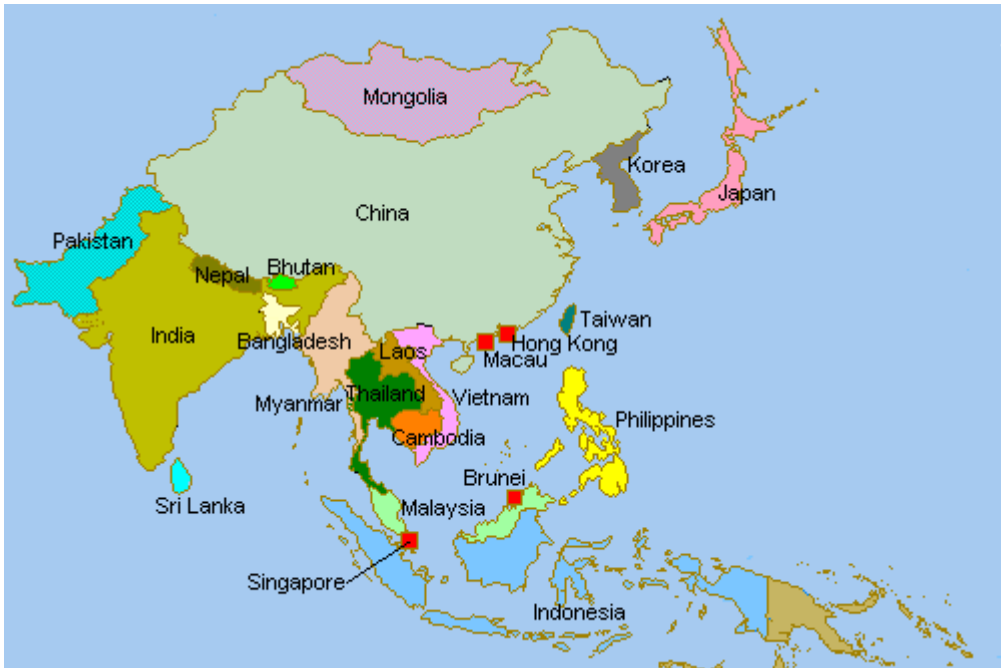 Mongolia
Korea
Japan
China
Pakistan
Nepal
Bhutan
Taiwan
India
Bangladesh
Hong Kong
Laos
Macau
Thailand
Vietnam
Myanmar
Philippines
Cambodia
Brunei
Sri Lanka
Malaysia
Singapore
Indonesia